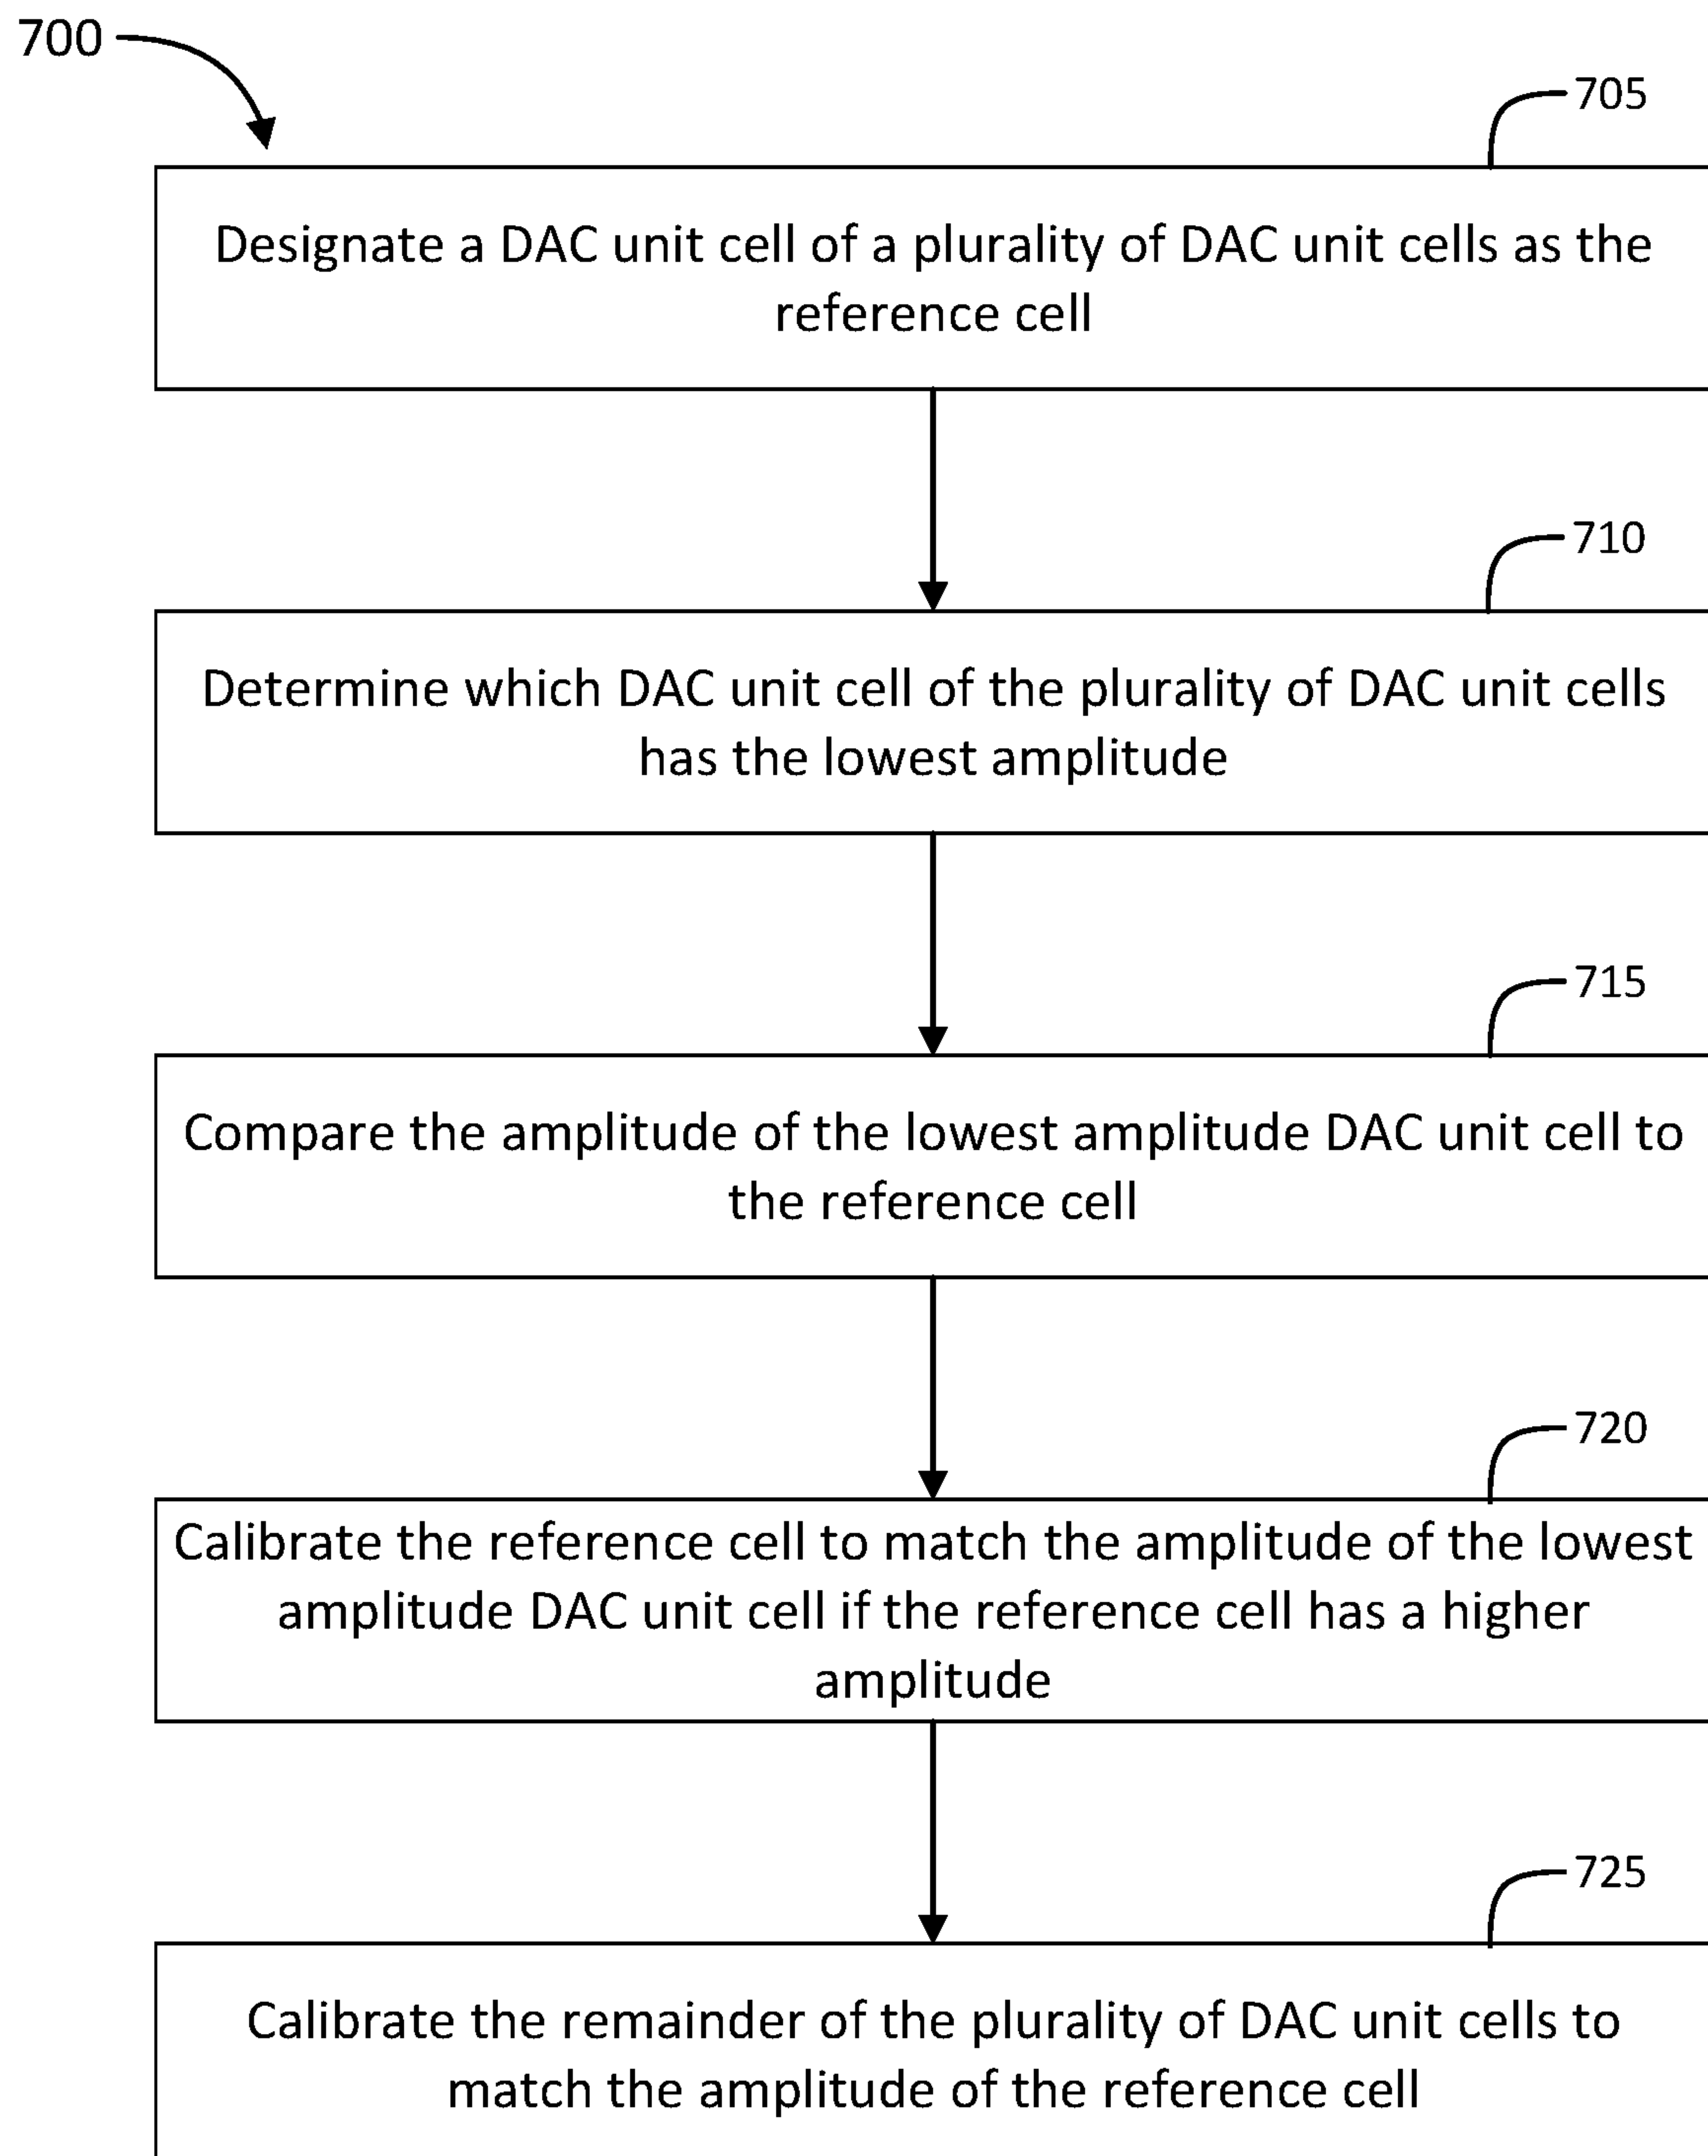 700
705
Designate a DAC unit cell of a plurality of DAC unit cells as the
reference cell
710
Determine which DAC unit cell of the plurality of DAC unit cells
has the lowest amplitude
715
Compare the amplitude of the lowest amplitude DAC unit cell to
the reference cell
720
Calibrate the reference cell to match the amplitude of the lowest
amplitude DAC unit cell if the reference cell has a higher
amplitude
725
Calibrate the remainder of the plurality of DAC unit cells to
match the amplitude of the reference cell